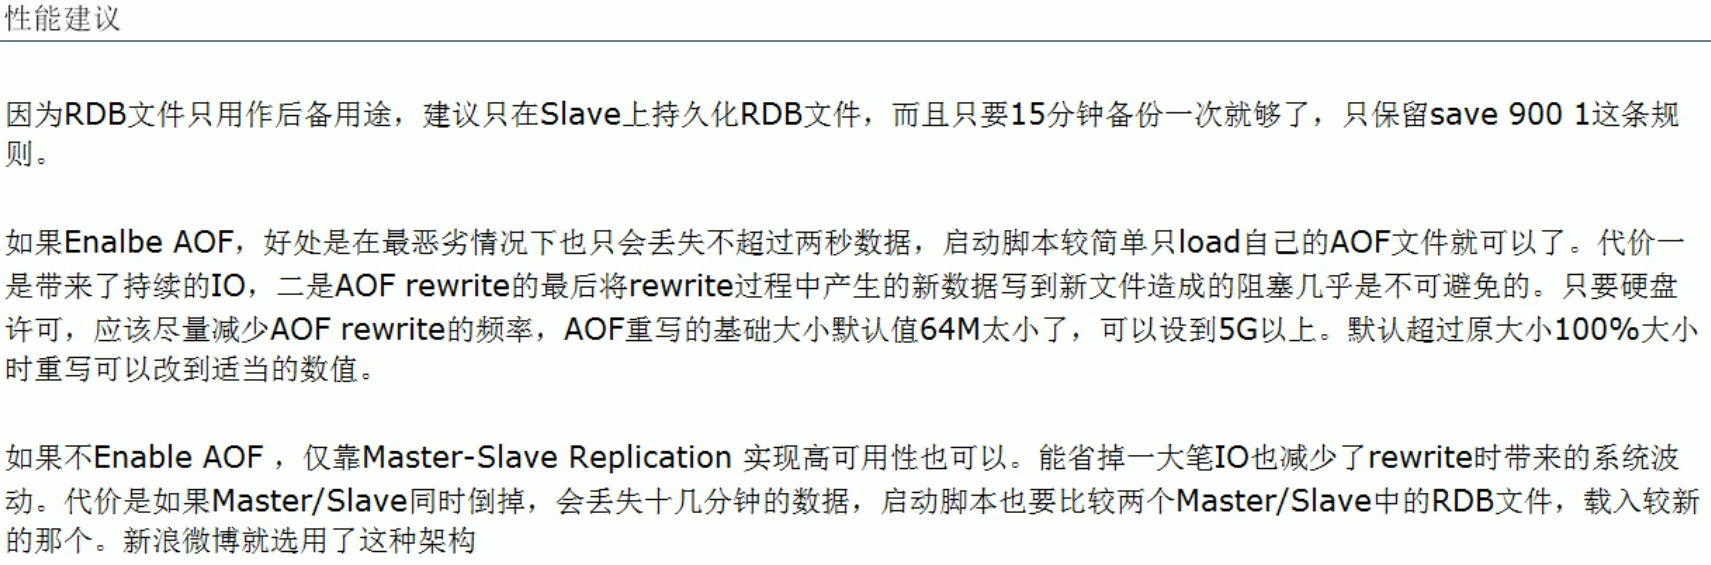 性能建议
因为RDB文件只用作后备用途，建议只在Slave上持久化RDB文件，而且只要15分钟备份一次就够了，只保留save 900 1这条规
则。
如果Enalbe AOF，好处是在最恶劣情况下也只会丢失不超过两秒数据，启动脚本较简单只load自己的AOF文件就可以了。代价一
是带来了持续的IO，二是AOF rewrite的最后将rewrite过程中产生的新数据写到新文件造成的阻塞几乎是不可避免的。只要硬盘
许可，应该尽量减少AOF rewrite的频率，AOF重写的基础大小默认值64M太小了，可以设到5G以上。默认超过原大小100%大小
时重写可以改到适当的数值。
如果不Enable AOF ，仅靠Master-Slave Replication 实现高可用性也可以。能省掉一大笔IO也减少了rewrite时带来的系统波
动。代价是如果Master/Slave同时倒掉，会丢失十几分钟的数据，启动脚本也要比较两个Master/Slave中的RDB文件，载入较新
的那个。新浪微博就选用了这种架构